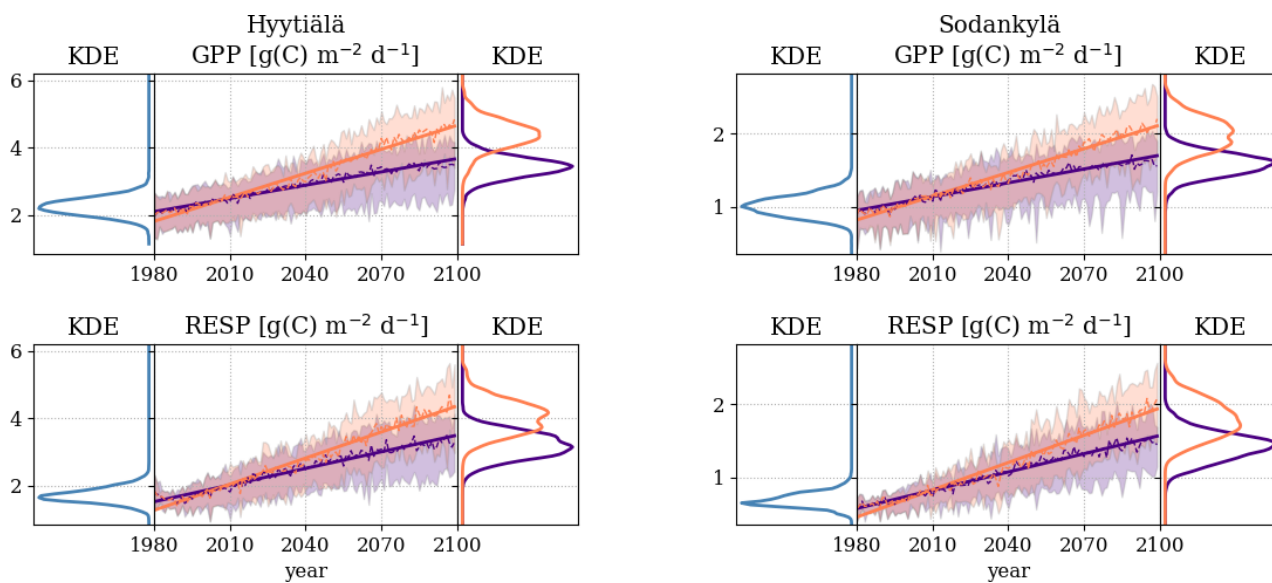 Hyytiälä
KDE GPP [g(C) m⁻² d⁻¹] KDE
6
4
2
1980 2010 2040 2070 2100
KDE RESP [g(C) m⁻² d⁻¹] KDE
6
4
2
1980 2010 2040 2070 2100
year
Sodankylä
KDE GPP [g(C) m⁻² d⁻¹] KDE
2
1
1980 2010 2040 2070 2100
KDE RESP [g(C) m⁻² d⁻¹] KDE
2
1
1980 2010 2040 2070 2100
year